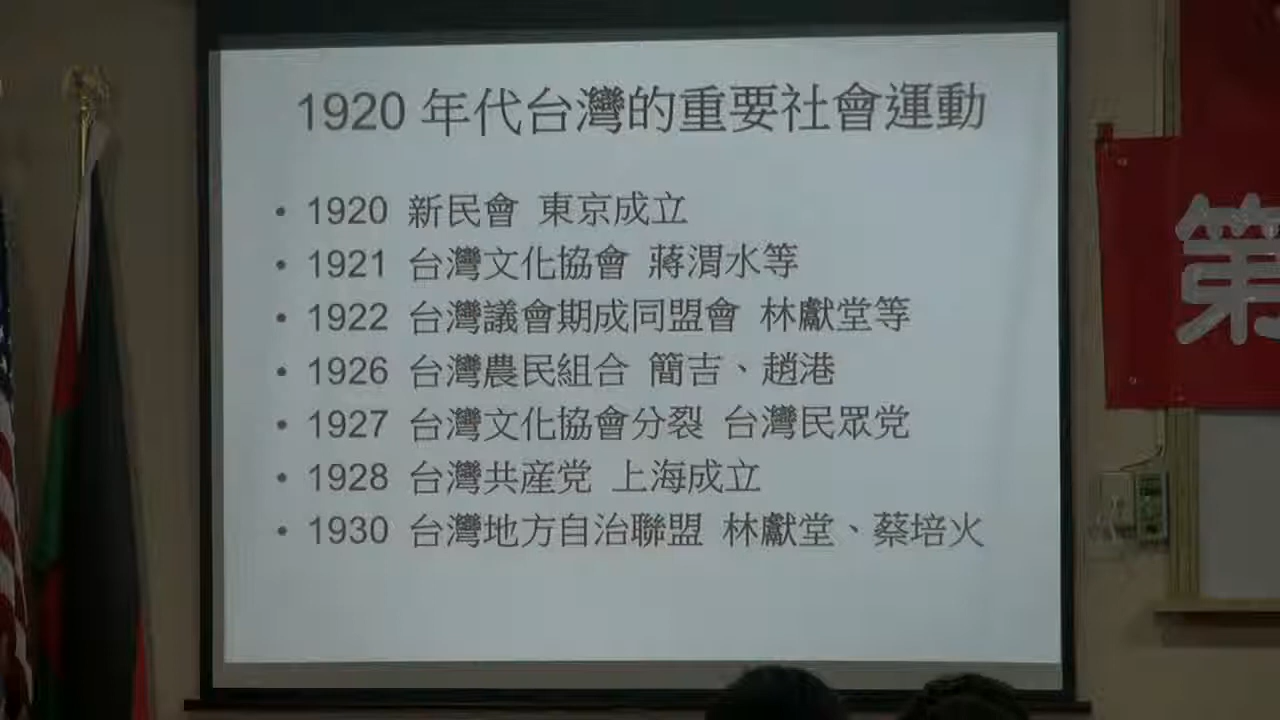 1920 年代台灣的重要社會運動
• 1920 新民會 東京成立
• 1921 台灣文化協會 蔣渭水等
• 1922 台灣議會期成同盟會 林獻堂等
• 1926 台灣農民組合 簡吉、趙港
• 1927 台灣文化協會分裂 台灣民眾党
• 1928 台灣共産党 上海成立
• 1930 台灣地方自治聯盟 林獻堂、蔡培火
第